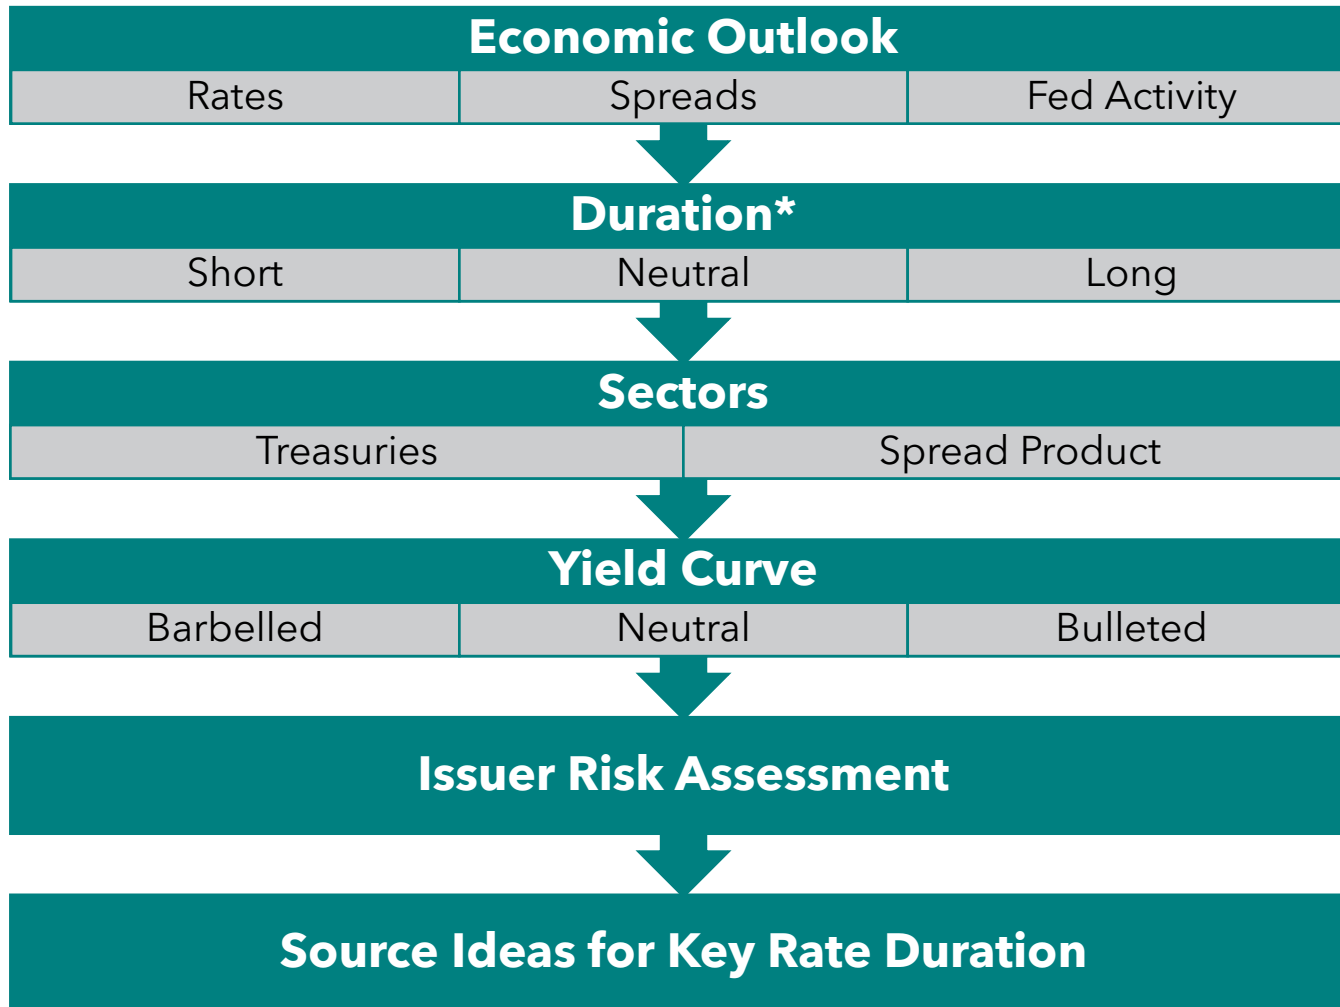 Economic Outlook
Rates Spreads Fed Activity
Duration*
Short Neutral Long
Sectors
Treasuries Spread Product
Yield Curve
Barbelled Neutral Bulleted
Issuer Risk Assessment
Source Ideas for Key Rate Duration